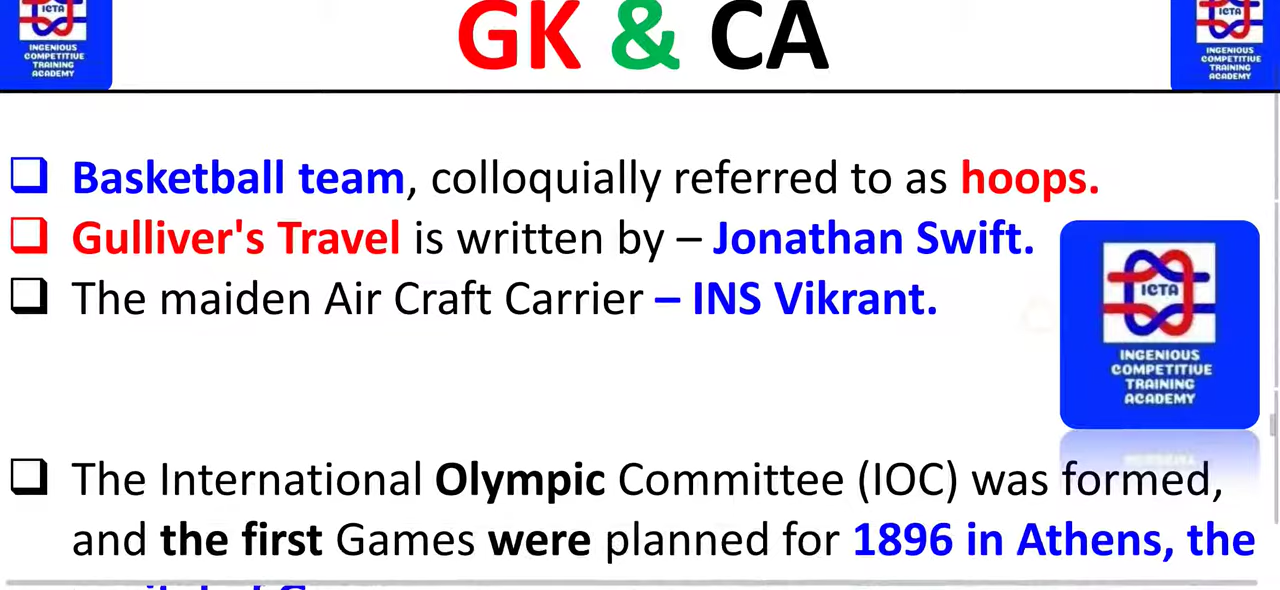 ICTA
INGENIOUS
COMPETITIVE
TRAINING
ACADEMY
GK & CA
ICTA
INGENIOUS
COMPETITIVE
TRAINING
ACADEMY
❑ Basketball team, colloquially referred to as hoops.
❑ Gulliver's Travel is written by – Jonathan Swift.
❑ The maiden Air Craft Carrier – INS Vikrant.
ICTA
INGENIOUS
COMPETITIVE
TRAINING
ACADEMY
❑ The International Olympic Committee (IOC) was formed,
and the first Games were planned for 1896 in Athens, the